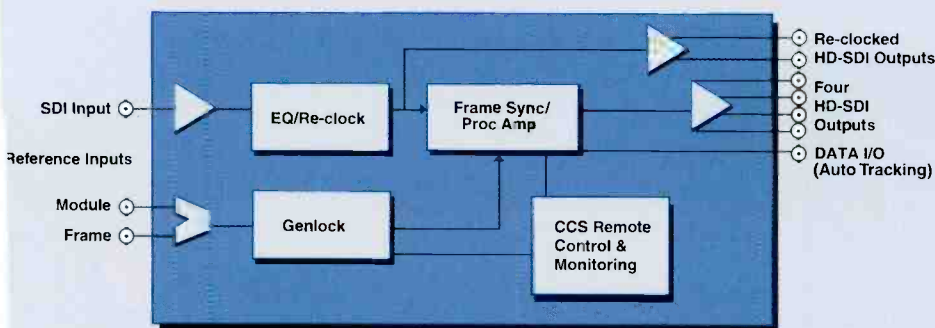 SDI Input
Reference Inputs
Module
Frame
EQ/Re-clock
Genlock
Frame Sync/
Proc Amp
CCS Remote
Control &
Monitoring
Re-clocked
HD-SDI Outputs
Four
HD-SDI
Outputs
DATA I/O
(Auto Tracking)